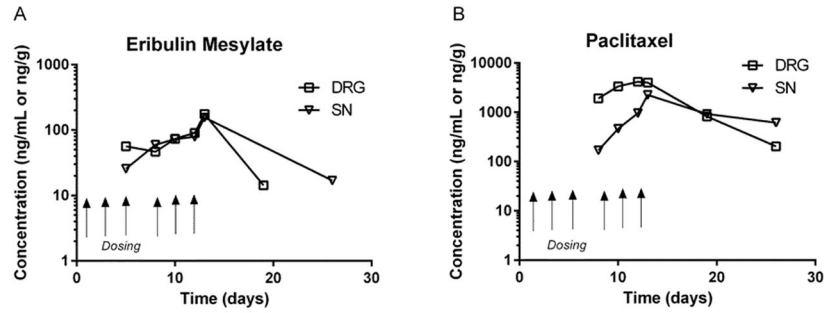 A
Eribulin Mesylate
Concentration (ng/mL or ng/g)
1000
100
10
1
DRG
SN
Dosing
0 10 20 30
Time (days)
B
Paclitaxel
Concentration (ng/mL or ng/g)
10000
1000
100
10
1
DRG
SN
Dosing
0 10 20 30
Time (days)